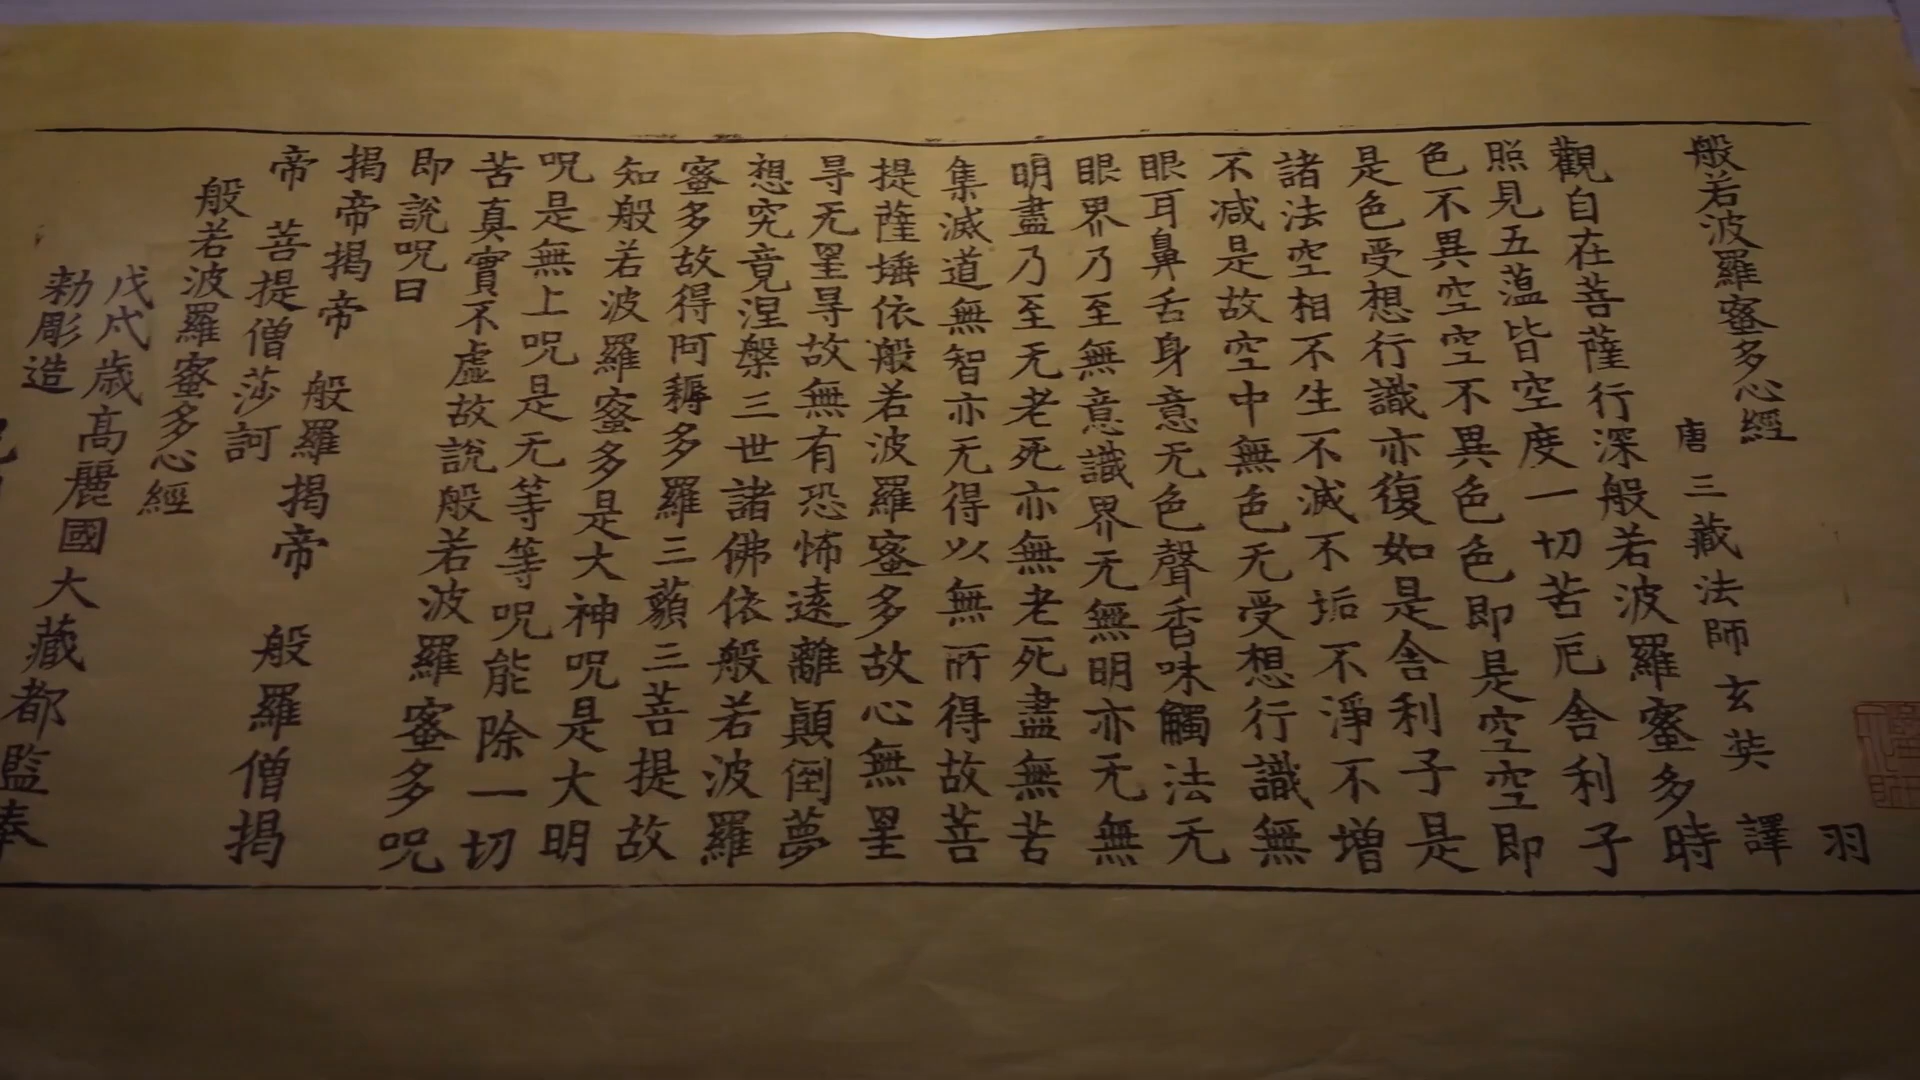 羽
般若波羅蜜多心經
唐三藏法師玄奘譯
觀自在菩薩行深般若波羅蜜多時
照見五薀皆空度一切苦厄舍利子
色不異空空不異色色即是空空即
是色受想行識亦復如是舍利子是
諸法空相不生不滅不垢不淨不增
不減是故空中無色无受想行識無
眼耳鼻舌身意无色聲香味觸法无
眼界乃至無意識界无無明亦无無
明盡乃至无老死亦無老死盡無苦
集滅道無智亦无得以無所得故菩
提薩埵依般若波羅蜜多故心無罣
㝵无罣㝵故無有恐怖遠離顚倒夢
想究竟涅槃三世諸佛依般若波羅
蜜多故得阿耨多羅三藐三菩提故
知般若波羅蜜多是大神呪是大明
呪是無上呪是无等等呪能除一切
苦真實不虛故說般若波羅蜜多呪
即說呪曰
揭帝揭帝 般羅揭帝 般羅僧揭
帝 菩提僧莎訶
般若波羅蜜多心經
戊戌歲高麗國大藏都監奉
勅彫造